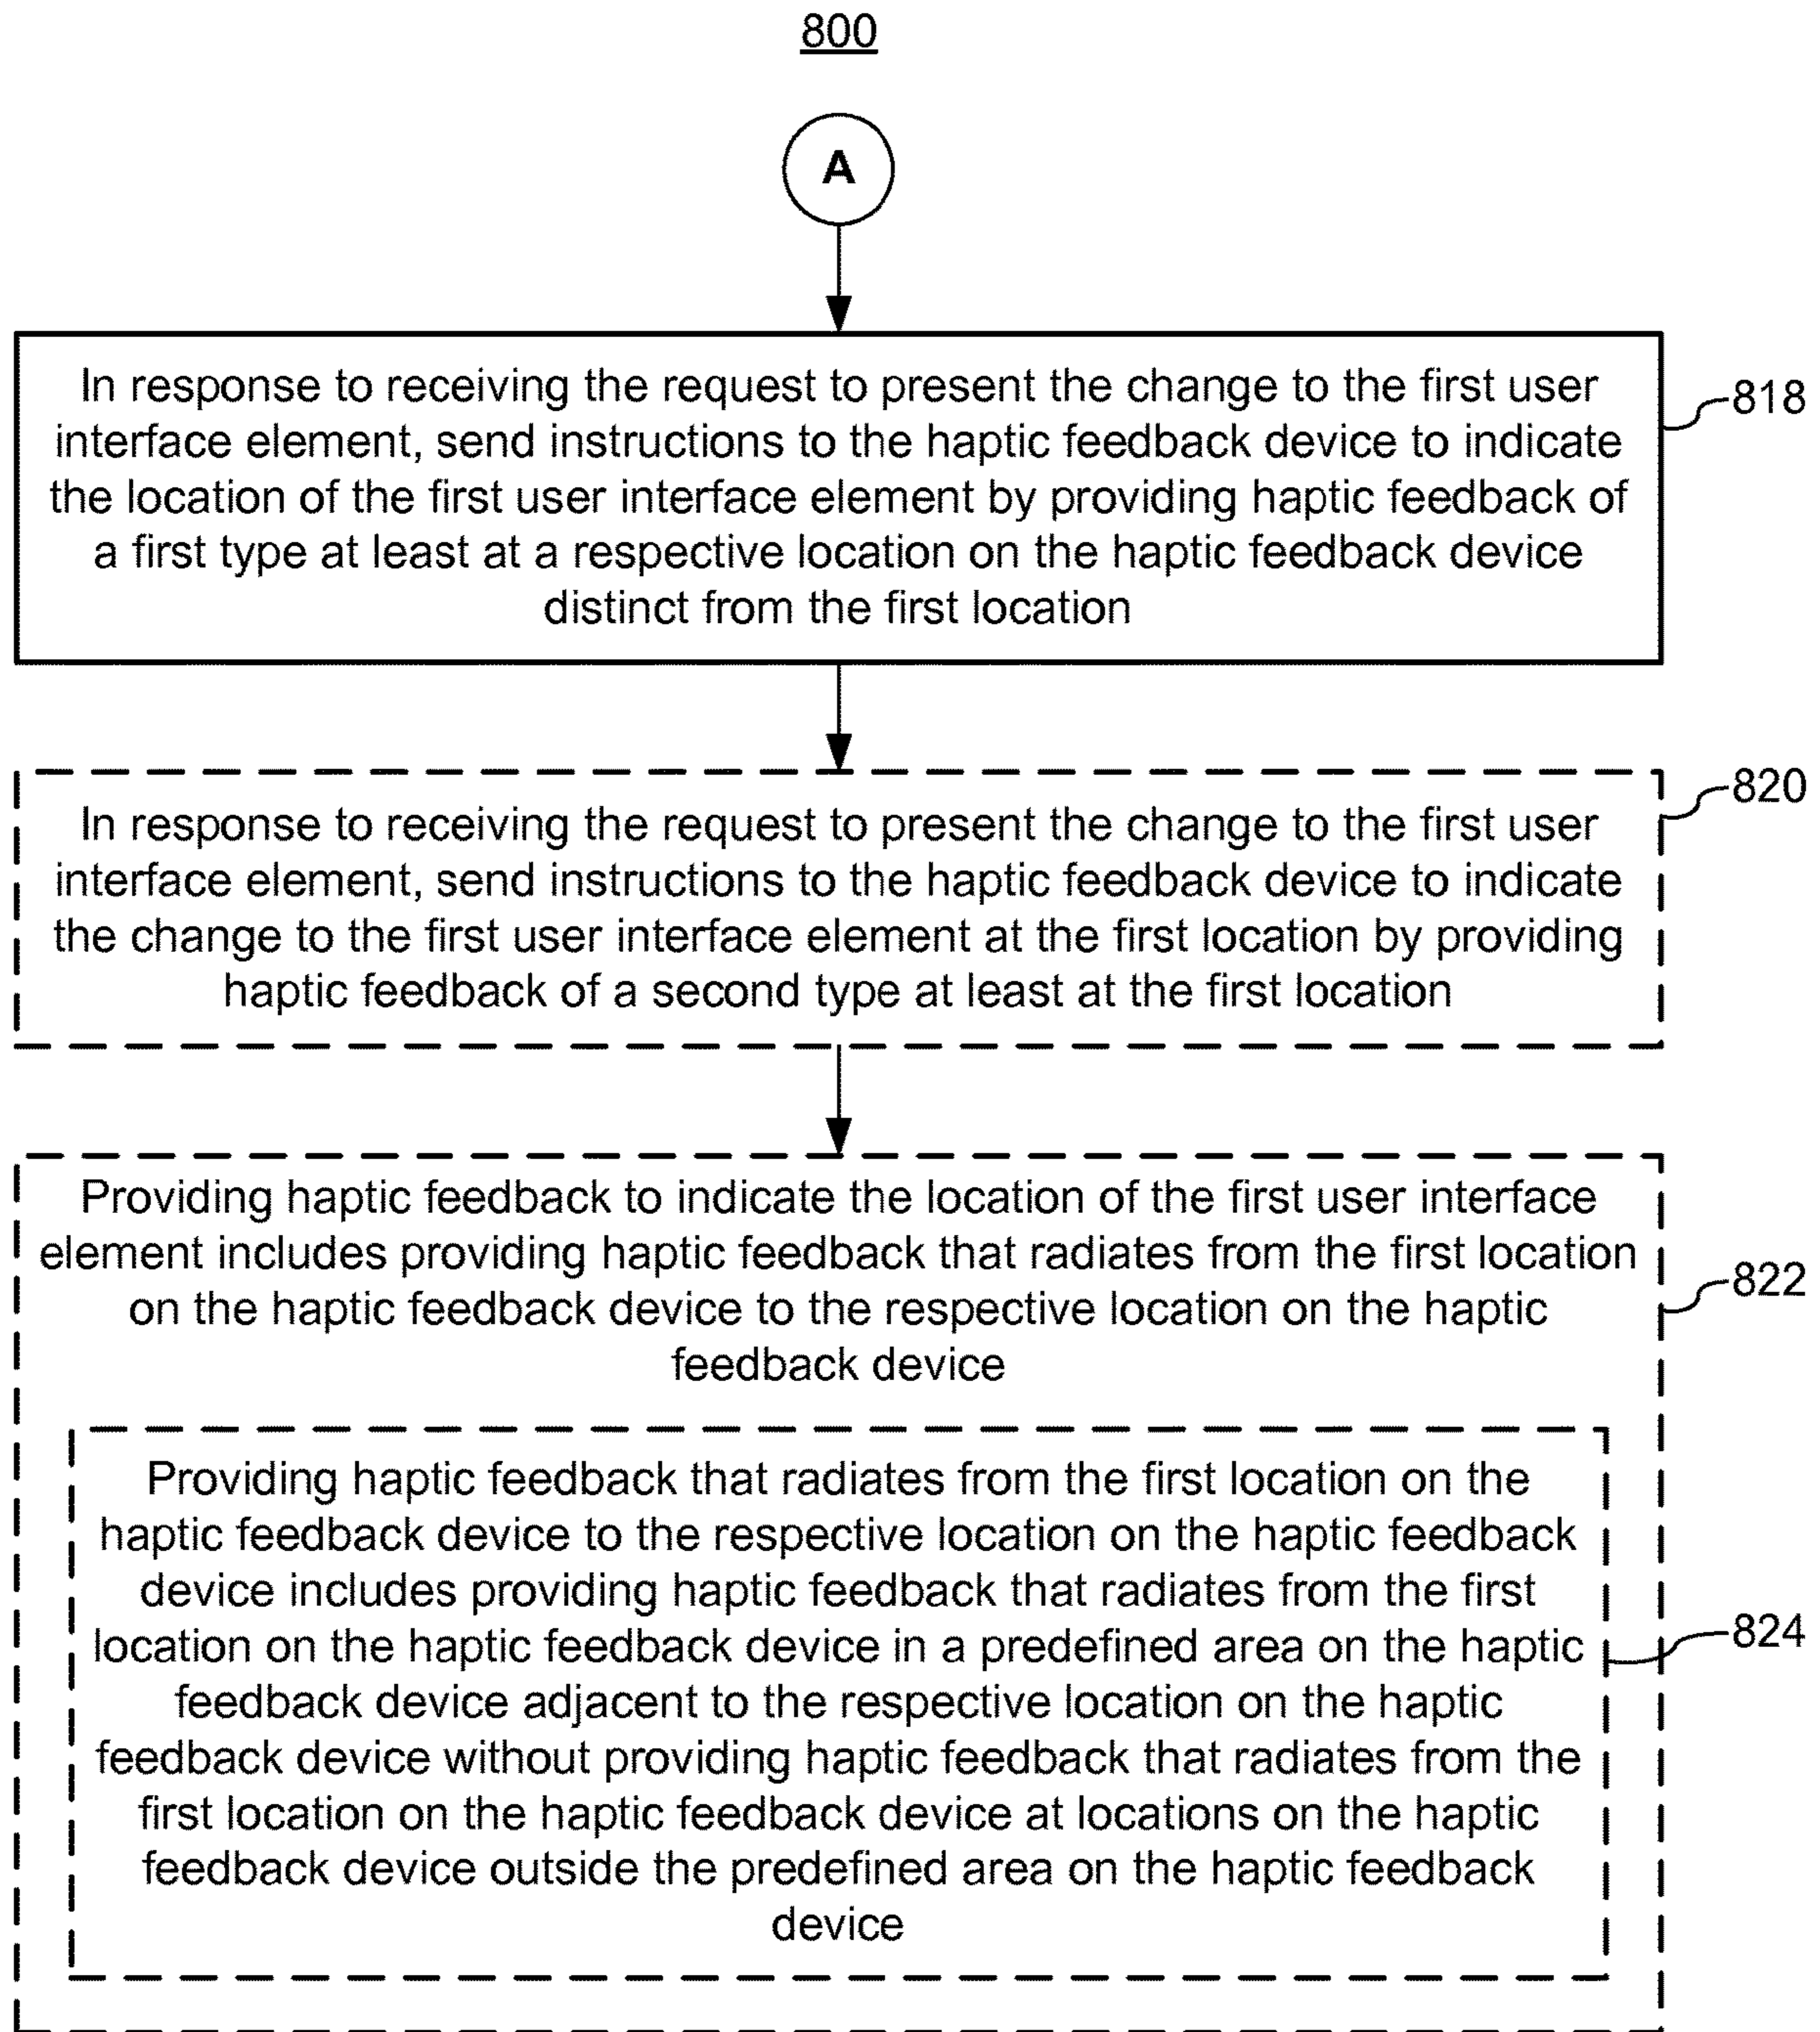 800
A
In response to receiving the request to present the change to the first user
interface element, send instructions to the haptic feedback device to indicate
the location of the first user interface element by providing haptic feedback of
a first type at least at a respective location on the haptic feedback device
distinct from the first location
818
In response to receiving the request to present the change to the first user
interface element, send instructions to the haptic feedback device to indicate
the change to the first user interface element at the first location by providing
haptic feedback of a second type at least at the first location
820
Providing haptic feedback to indicate the location of the first user interface
element includes providing haptic feedback that radiates from the first location
on the haptic feedback device to the respective location on the haptic
feedback device
822
Providing haptic feedback that radiates from the first location on the
haptic feedback device to the respective location on the haptic feedback
device includes providing haptic feedback that radiates from the first
location on the haptic feedback device in a predefined area on the haptic
feedback device adjacent to the respective location on the haptic
feedback device without providing haptic feedback that radiates from the
first location on the haptic feedback device at locations on the haptic
feedback device outside the predefined area on the haptic feedback
device
824